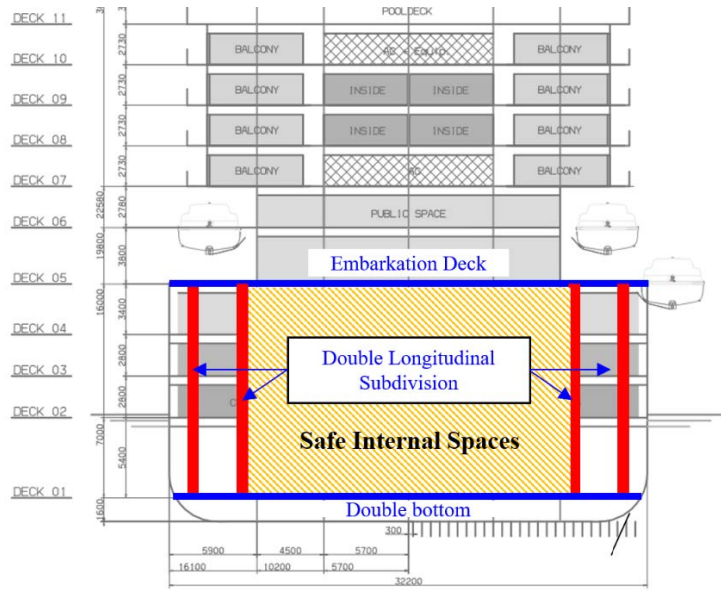 DECK 11
POOLDECK
DECK 10
2730
BALCONY
AC - Equip.
BALCONY
DECK 09
2730
BALCONY
INSIDE
INSIDE
BALCONY
DECK 08
2730
BALCONY
INSIDE
INSIDE
BALCONY
DECK 07
2730
BALCONY
AC
BALCONY
DECK 06
22580
2780
PUBLIC SPACE
DECK 05
19800
3800
Embarkation Deck
DECK 04
16000
3400
DECK 03
2800
Double Longitudinal
Subdivision
DECK 02
2800
C
7000
Safe Internal Spaces
5400
DECK 01
Double bottom
1600
300
5900
4500
5700
16100
10200
5700
32200